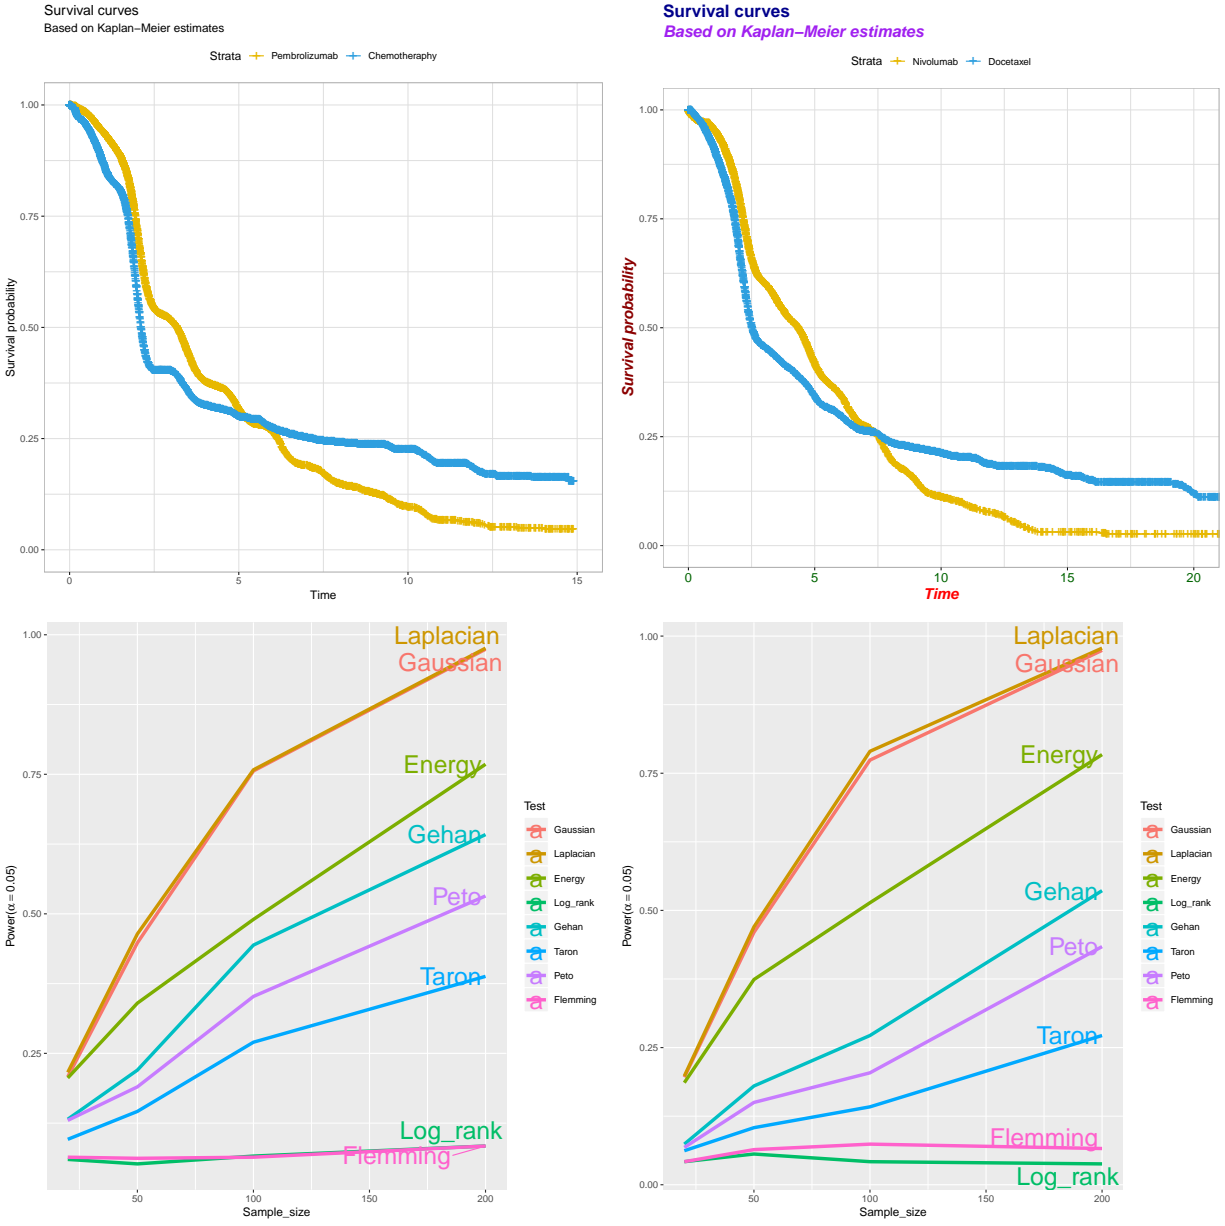 Survival curves
Based on Kaplan−Meier estimates
Strata Pembrolizumab Chemotheraphy
1.00
0.75
0.50
0.25
0.00
Survival probability
0 5 10 15
Time
Survival curves
Based on Kaplan−Meier estimates
Strata Nivolumab Docetaxel
1.00
0.75
0.50
0.25
0.00
Survival probability
0 5 10 15 20
Time
1.00
0.75
0.50
0.25
Power(α = 0.05)
Laplacian
Gaussian
Energy
Gehan
Peto
Taron
Log_rank
Flemming
50 100 150 200
Sample_size
Test
a Gaussian
a Laplacian
a Energy
a Log_rank
a Gehan
a Taron
a Peto
a Flemming
1.00
0.75
0.50
0.25
0.00
Power(α = 0.05)
Laplacian
Gaussian
Energy
Gehan
Peto
Taron
Flemming
Log_rank
50 100 150 200
Sample_size
Test
a Gaussian
a Laplacian
a Energy
a Log_rank
a Gehan
a Taron
a Peto
a Flemming